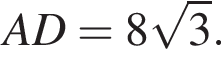 AD = 8√3.